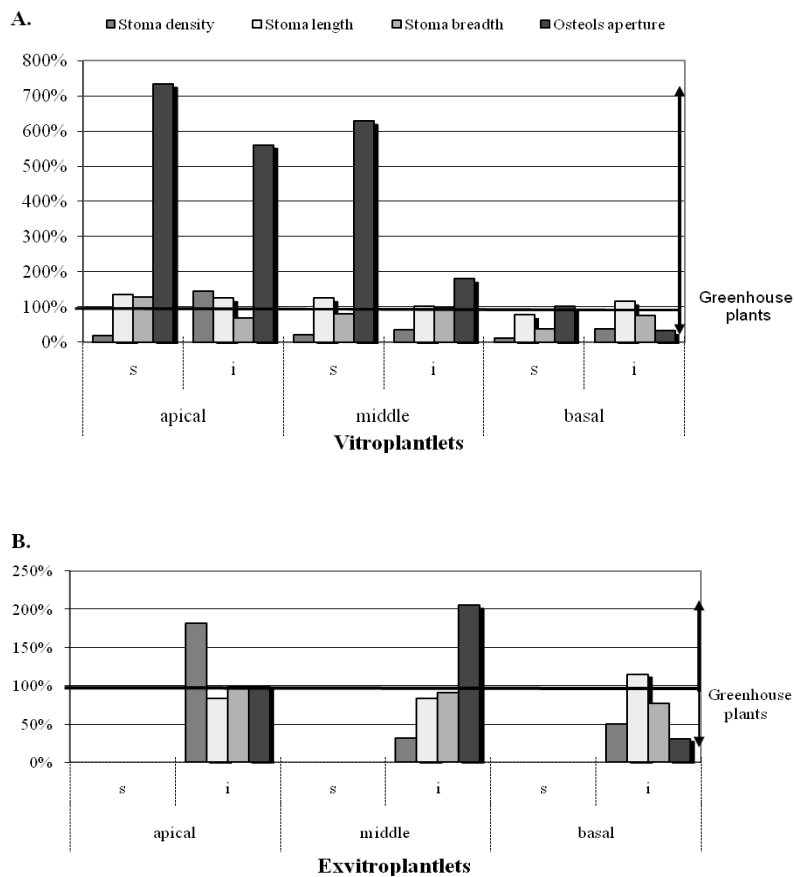 A.
Stoma density Stoma length Stoma breadth Osteols aperture
800%
700%
600%
500%
400%
300%
200%
100%
0%
Greenhouse
plants
s i s i s i
apical middle basal
Vitroplantlets
B.
250%
200%
150%
100%
50%
0%
Greenhouse
plants
s i s i s i
apical middle basal
Exvitroplantlets